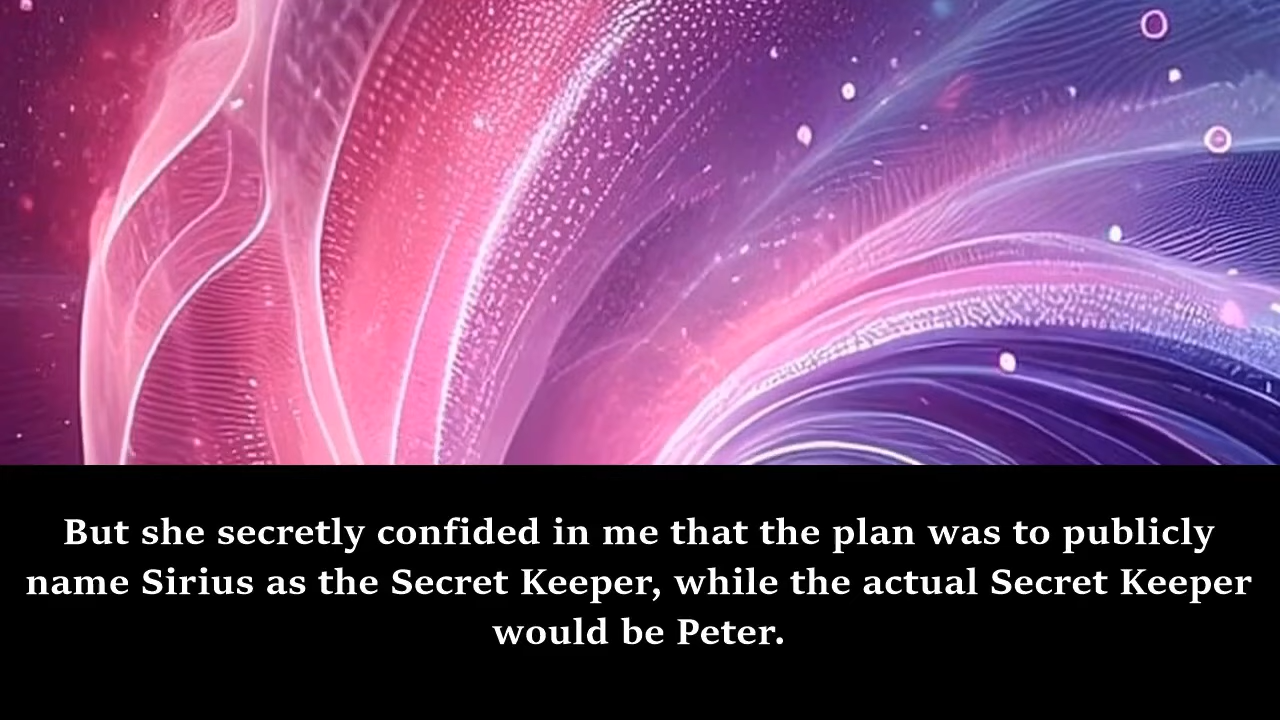 But she secretly confided in me that the plan was to publicly
name Sirius as the Secret Keeper, while the actual Secret Keeper
would be Peter.